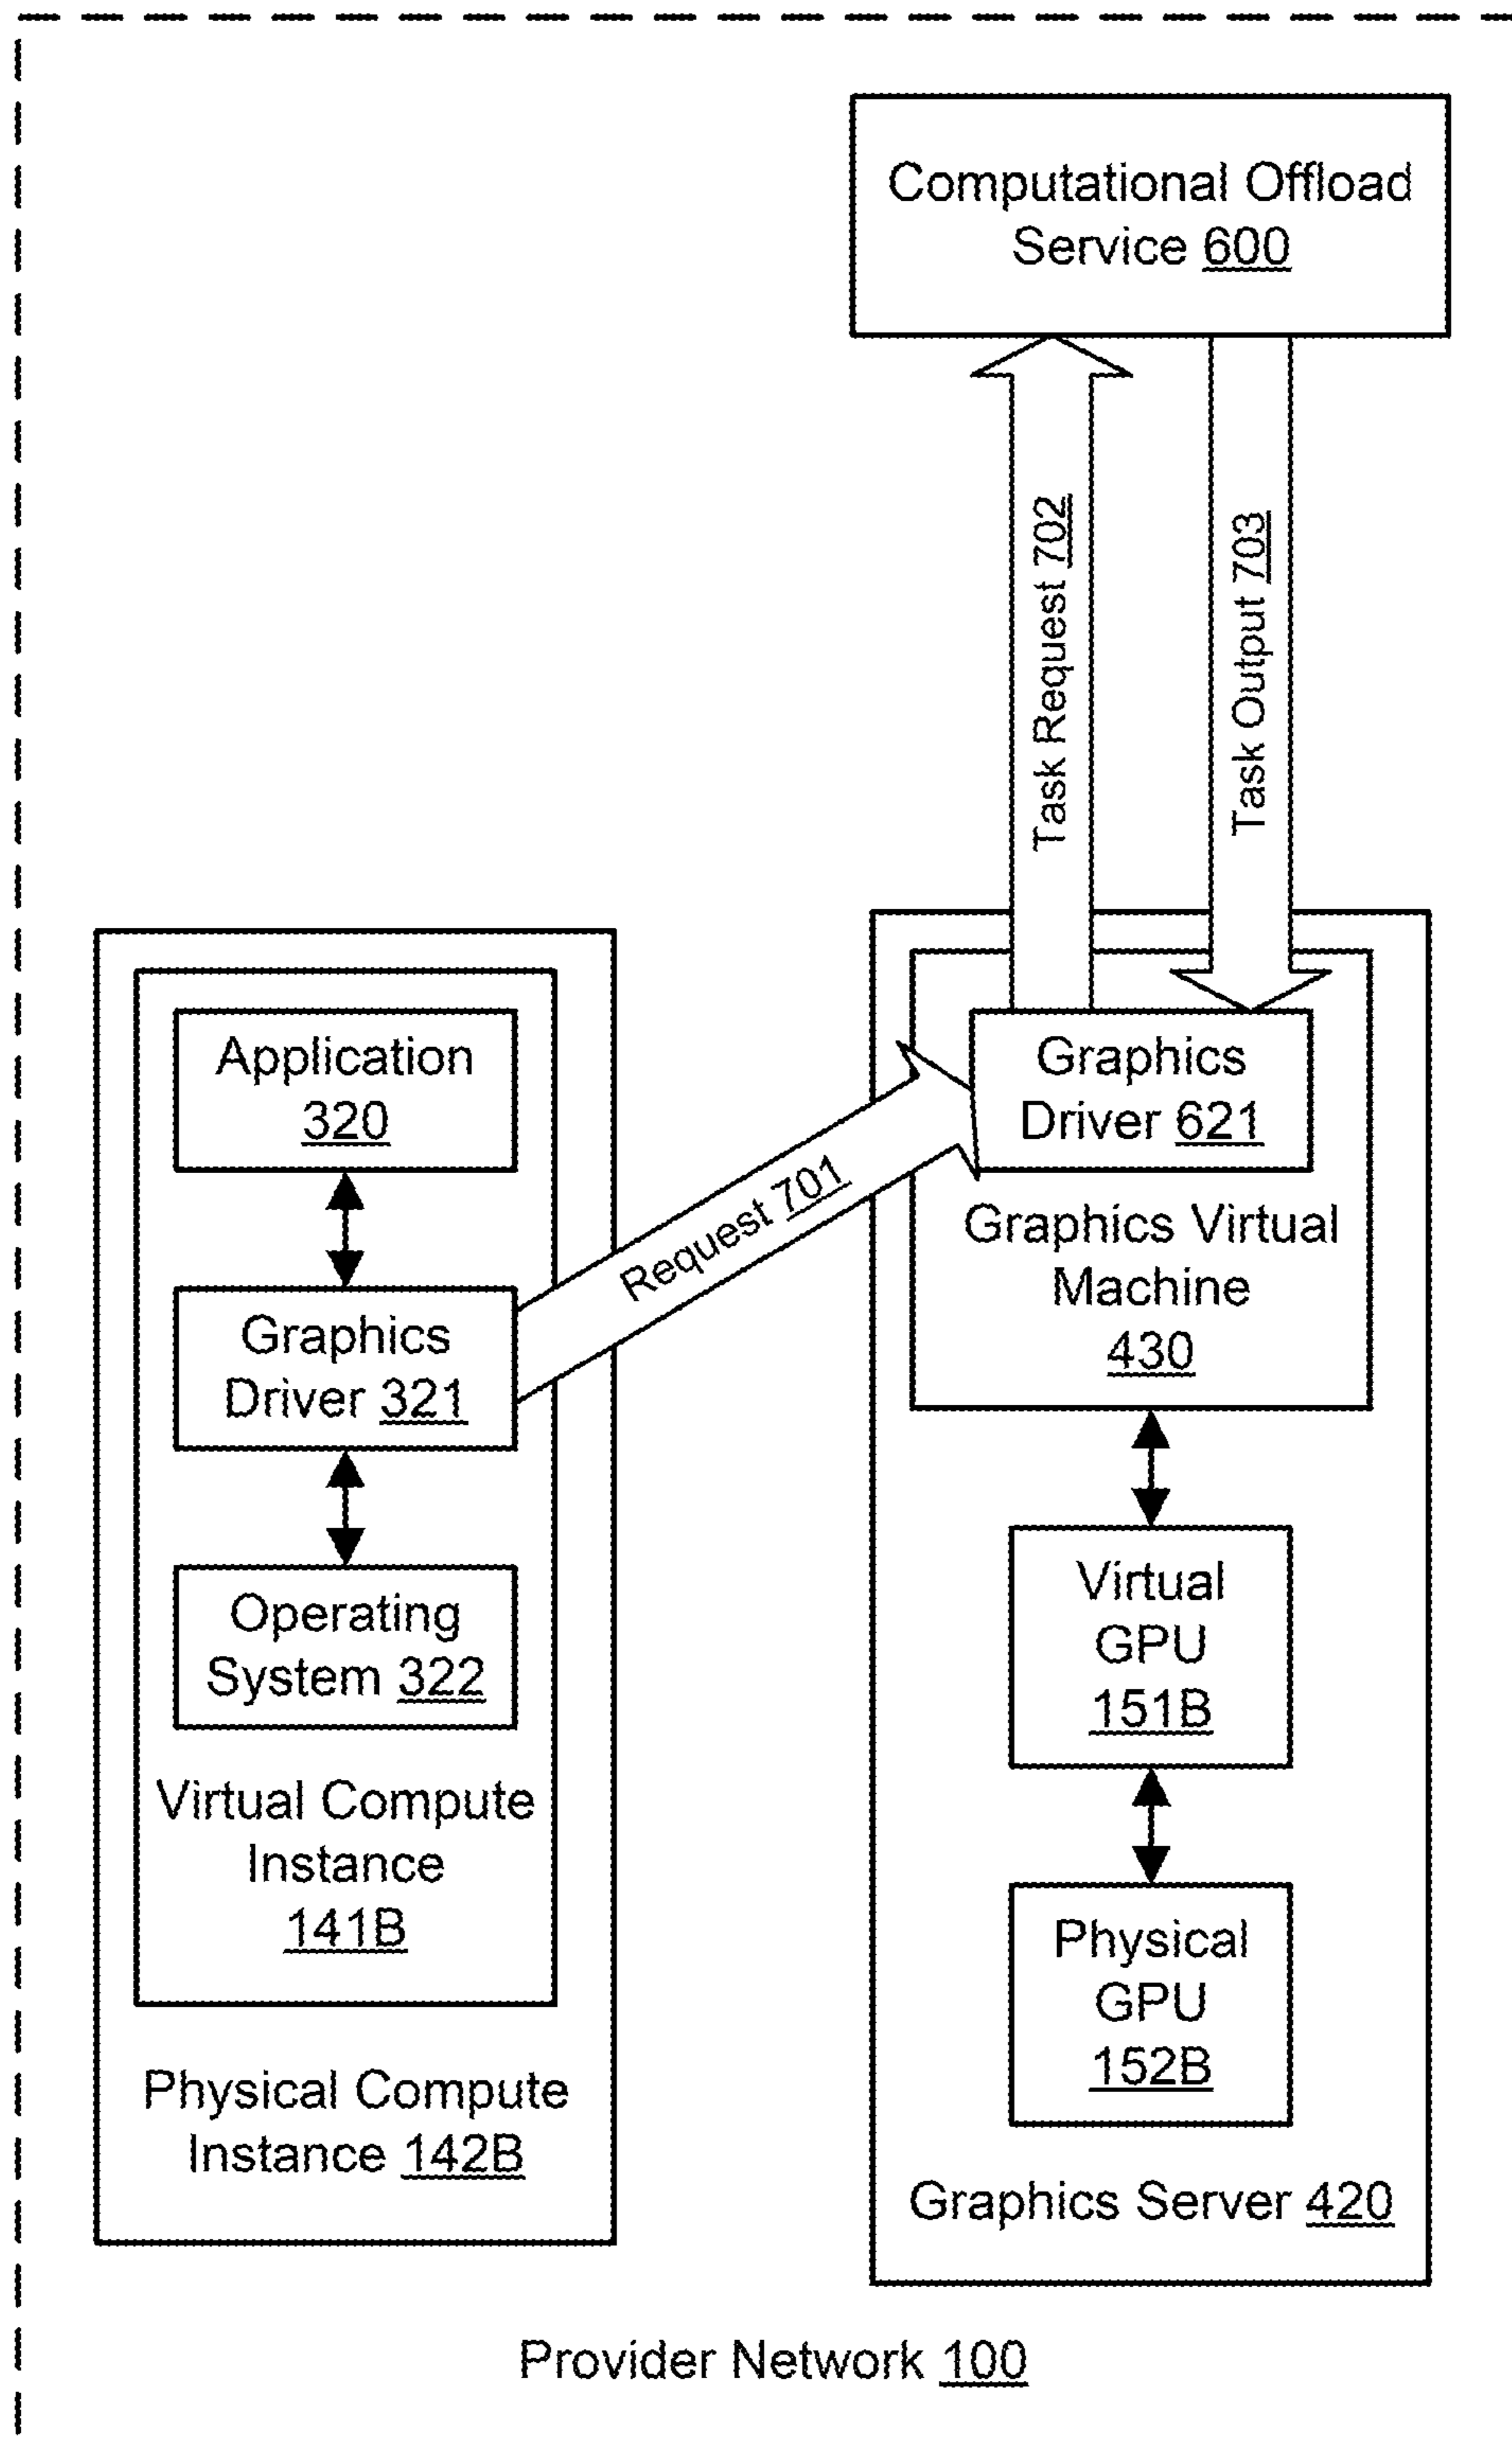 Computational Offload
Service 600
Task Request 702
Task Output 703
Application
320
Graphics
Driver 321
Operating
System 322
Virtual Compute
Instance
141B
Physical Compute
Instance 142B
Request 701
Graphics
Driver 621
Graphics Virtual
Machine
430
Virtual
GPU
151B
Physical
GPU
152B
Graphics Server 420
Provider Network 100